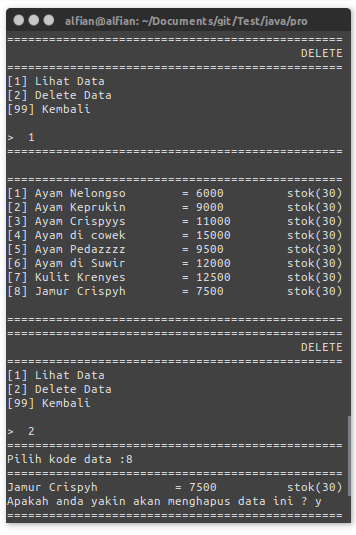 alfian@alfian: ~/Documents/git/Test/java/pro
================================================
DELETE
================================================
[1] Lihat Data
[2] Delete Data
[99] Kembali
> 1
================================================
================================================
[1] Ayam Nelongso = 6000 stok(30)
[2] Ayam Keprukin = 9000 stok(30)
[3] Ayam Crispyys = 11000 stok(30)
[4] Ayam di cowek = 15000 stok(30)
[5] Ayam Pedazzzz = 9500 stok(30)
[6] Ayam di Suwir = 12000 stok(30)
[7] Kulit Krenyes = 12500 stok(30)
[8] Jamur Crispyh = 7500 stok(30)
================================================
================================================
DELETE
================================================
[1] Lihat Data
[2] Delete Data
[99] Kembali
> 2
================================================
Pilih kode data :8
================================================
Jamur Crispyh = 7500 stok(30)
Apakah anda yakin akan menghapus data ini ? y
================================================